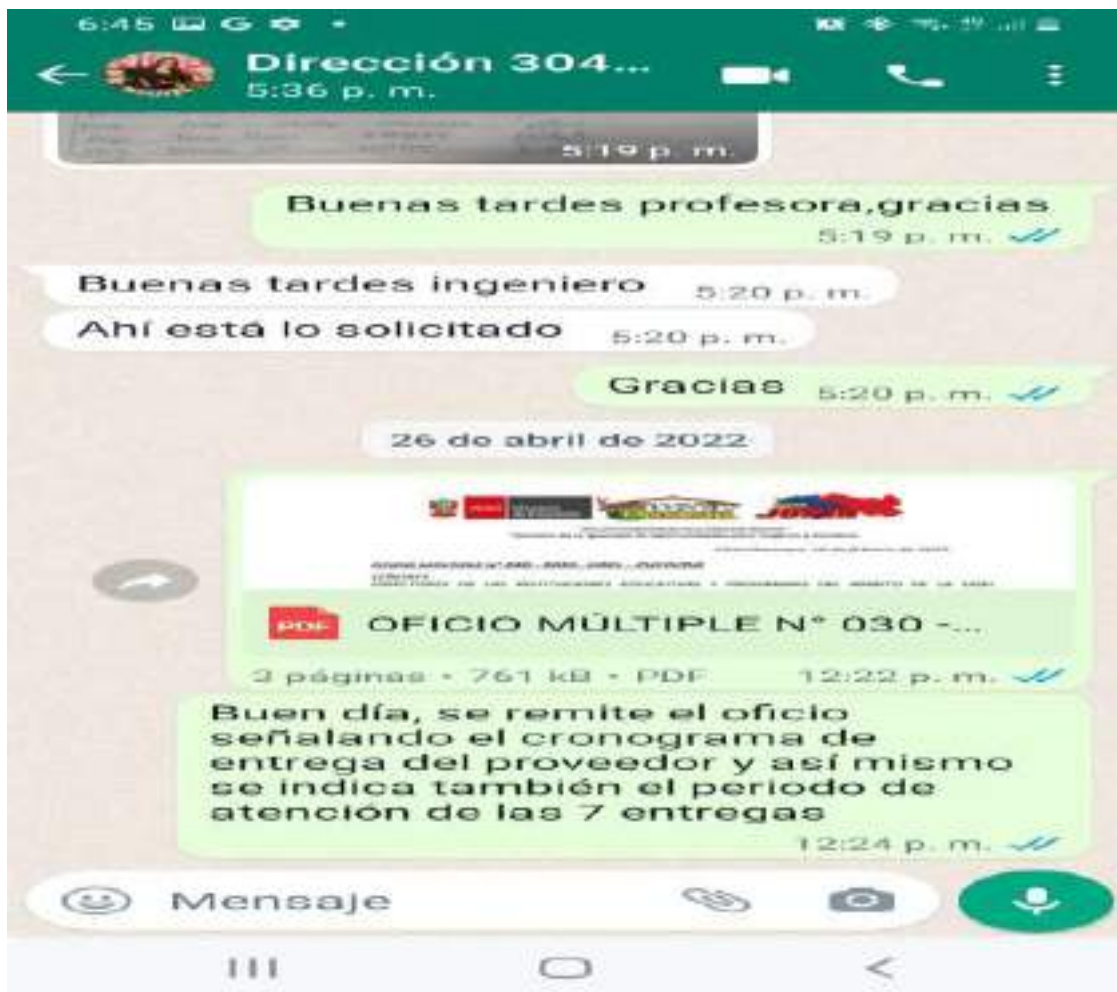 6:45
Dirección 304...
5:36 p. m.
5:19 p. m.
Buenas tardes profesora,gracias
5:19 p. m.
Buenas tardes ingeniero 5:20 p. m.
Ahí está lo solicitado 5:20 p. m.
Gracias 5:20 p. m.
26 de abril de 2022
PDF OFICIO MÚLTIPLE N° 030 -...
páginas • 761 kB • PDF 12:22 p. m.
Buen día, se remite el oficio
señalando el cronograma de
entrega del proveedor y así mismo
se indica también el periodo de
atención de las 7 entregas
12:24 p. m.
Mensaje